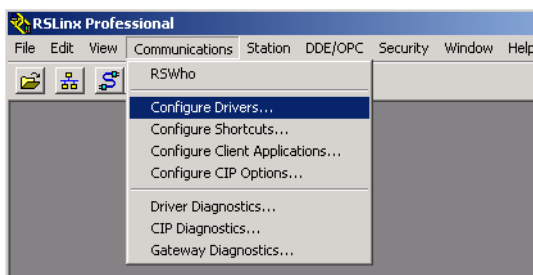 RSLinx Professional
File Edit View Communications Station DDE/OPC Security Window Help
RSWho
Configure Drivers...
Configure Shortcuts...
Configure Client Applications...
Configure CIP Options...
Driver Diagnostics...
CIP Diagnostics...
Gateway Diagnostics...